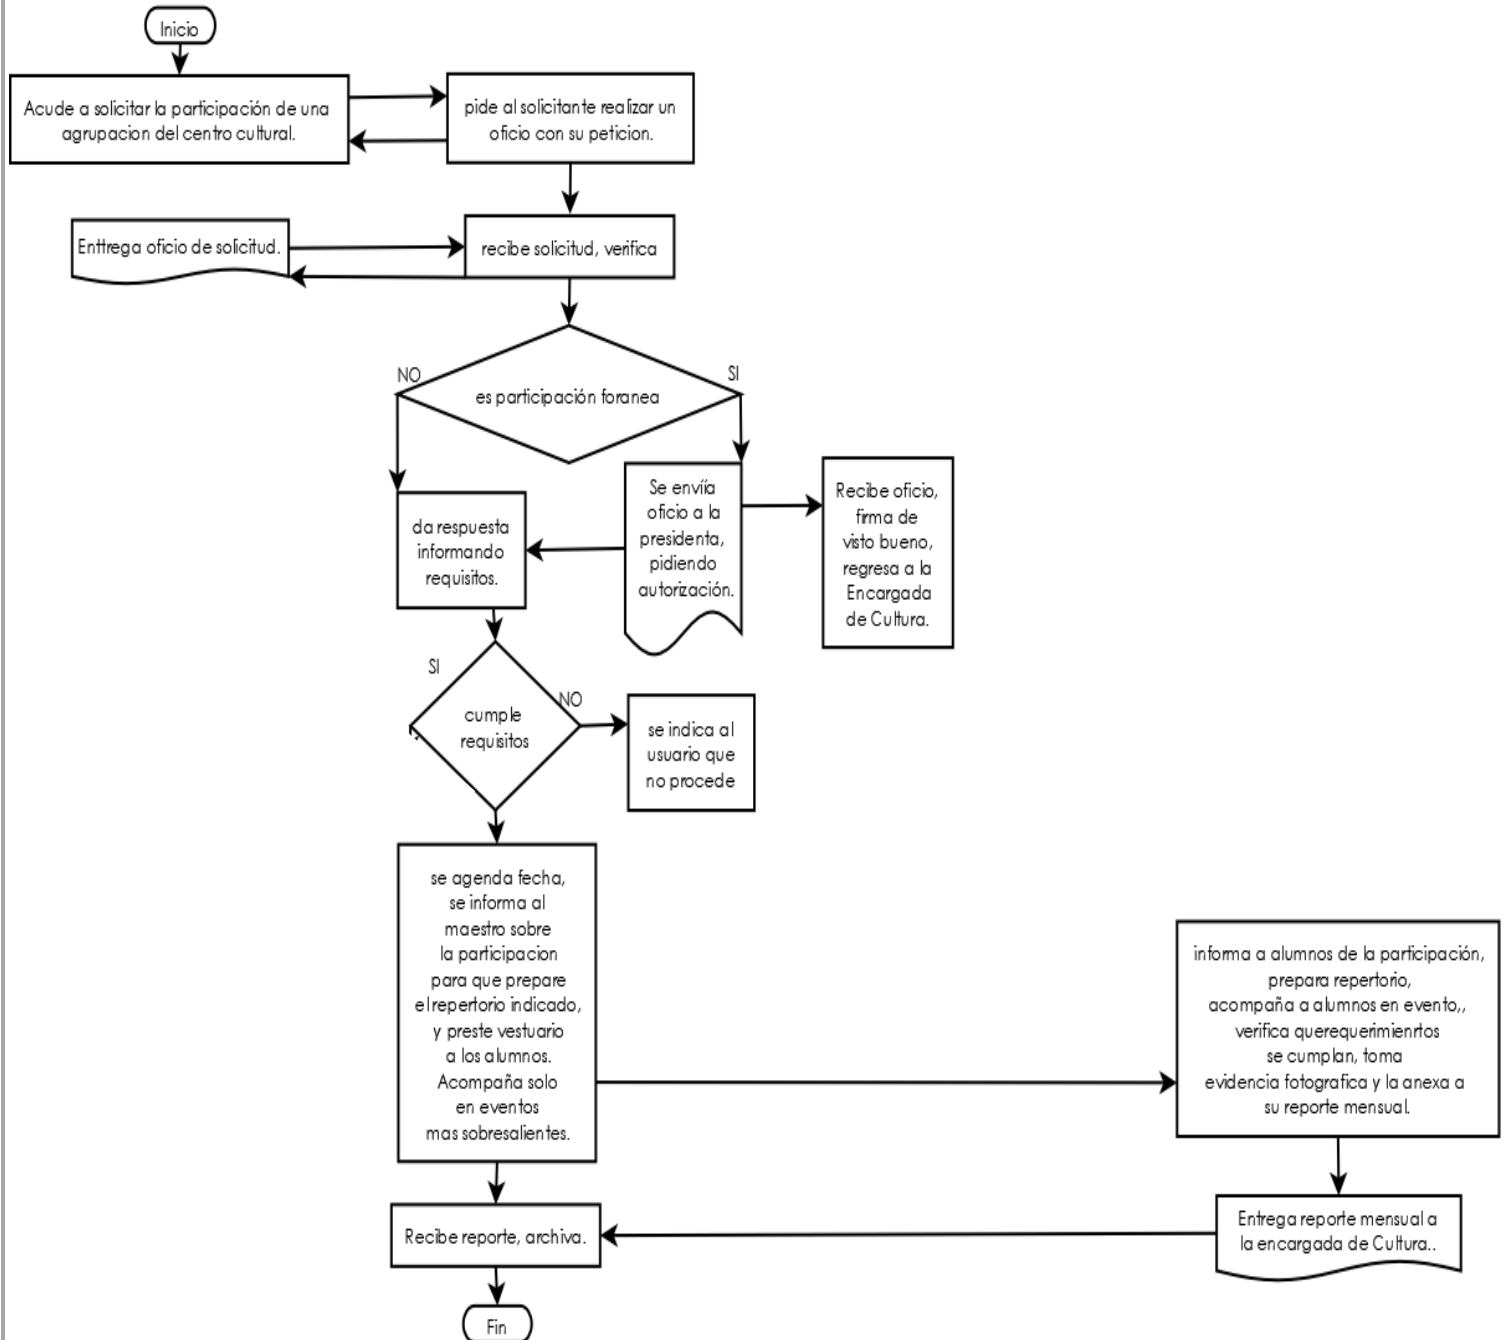 Inicio
Acude a solicitar la participación de una
agrupacion del centro cultural.
pide al solicitante realizar un
oficio con su peticion.
Enttrega oficio de solicitud.
recibe solicitud, verifica
NO
SI
es participación foranea
da respuesta
informando
requisitos.
Se envíía
oficio a la
presidenta,
pidiendo
autorización.
Recibe oficio,
firma de
visto bueno,
regresa a la
Encargada
de Cultura.
SI
NO
cumple
requisitos
se indica al
usuario que
no procede
se agenda fecha,
se informa al
maestro sobre
la participacion
para que prepare
el repertorio indicado,
y preste vestuario
a los alumnos.
Acompaña solo
en eventos
mas sobresalientes.
informa a alumnos de la participación,
prepara repertorio,
acompaña a alumnos en evento,,
verifica querequerimienrtos
se cumplan, toma
evidencia fotografica y la anexa a
su reporte mensual.
Recibe reporte, archiva.
Entrega reporte mensual a
la encargada de Cultura..
Fin